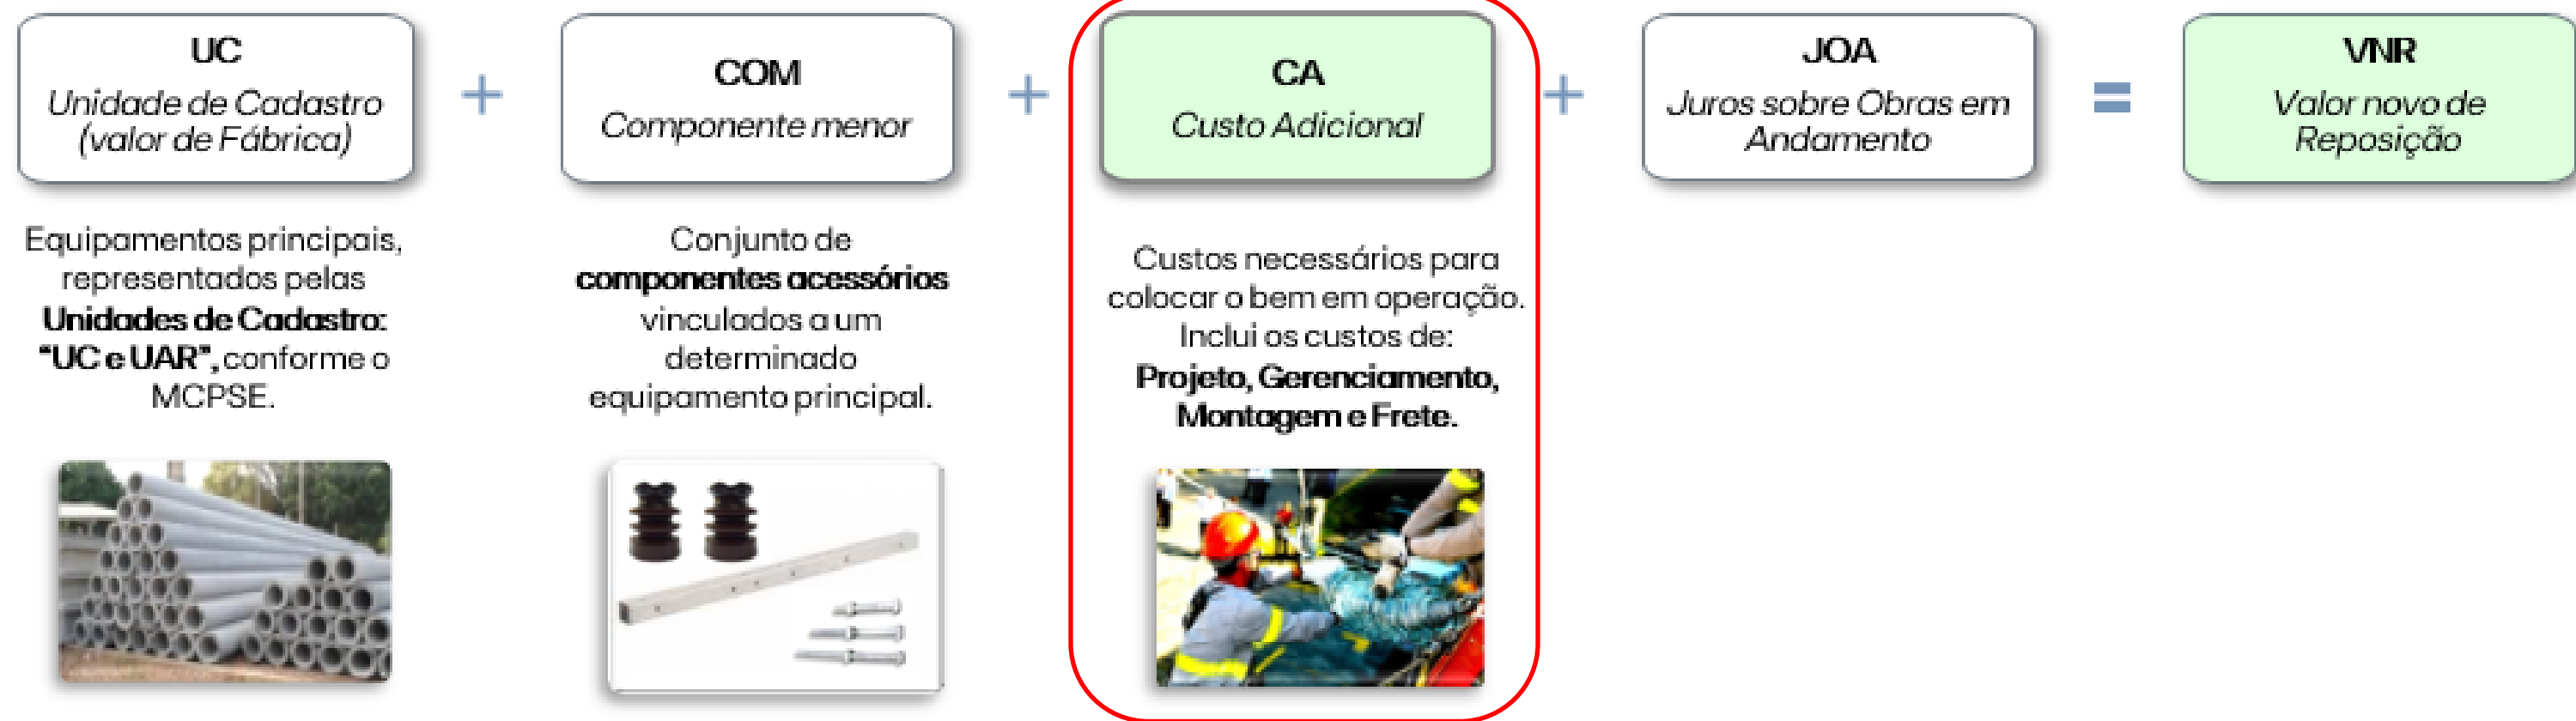 UC
Unidade de Cadastro
(valor de Fábrica)
+
COM
Componente menor
+
CA
Custo Adicional
+
JOA
Juros sobre Obras em
Andamento
=
VNR
Valor novo de
Reposição
Equipamentos principais,
representados pelas
Unidades de Cadastro:
"UC e UAR", conforme o
MCPSE.
Conjunto de
componentes acessórios
vinculados a um
determinado
equipamento principal.
Custos necessários para
colocar o bem em operação.
Inclui os custos de:
Projeto, Gerenciamento,
Montagem e Frete.